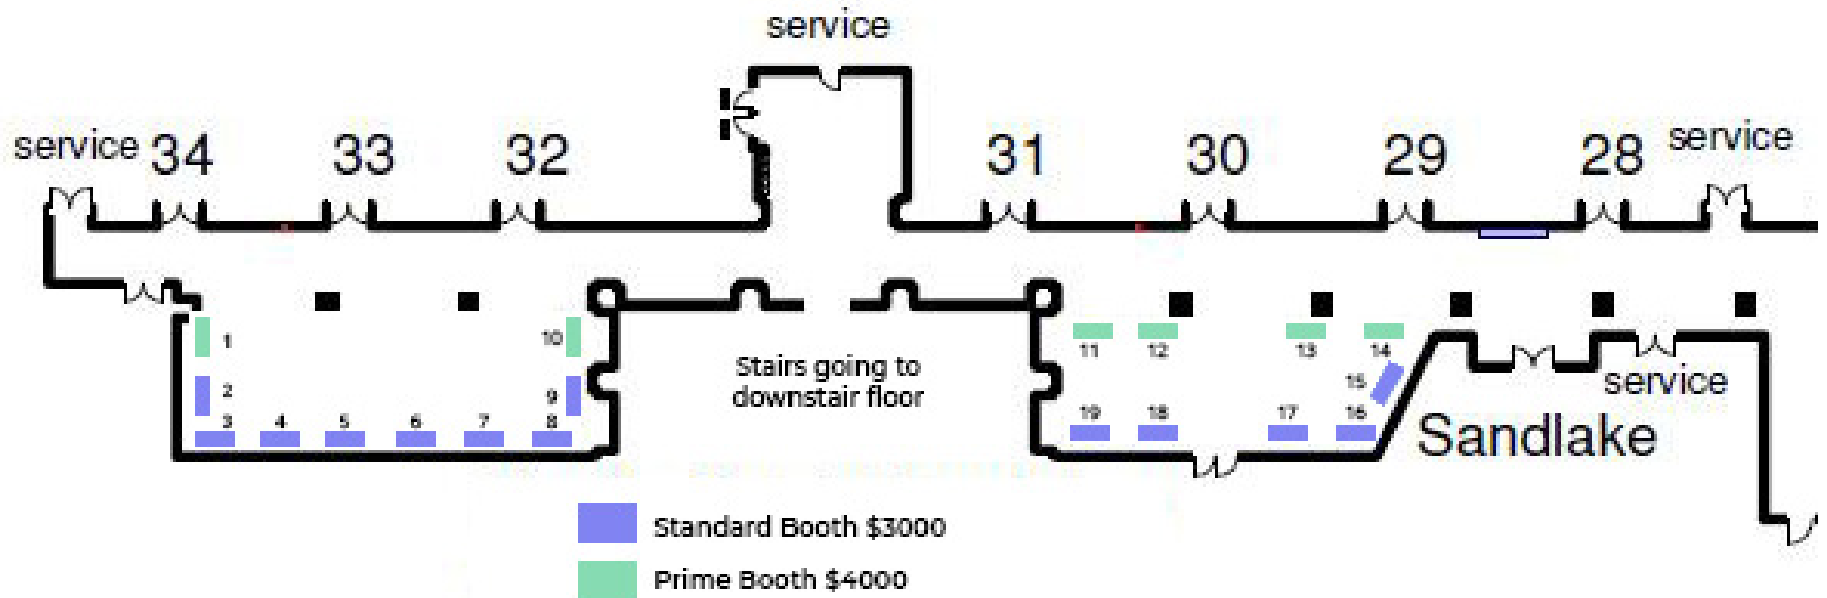 service
service 34 33 32 31 30 29 28 service
1 10 11 12 13 14
2 9 15 service
3 4 5 6 7 8 19 18 17 16
Stairs going to
downstair floor
Sandlake
Standard Booth $3000
Prime Booth $4000